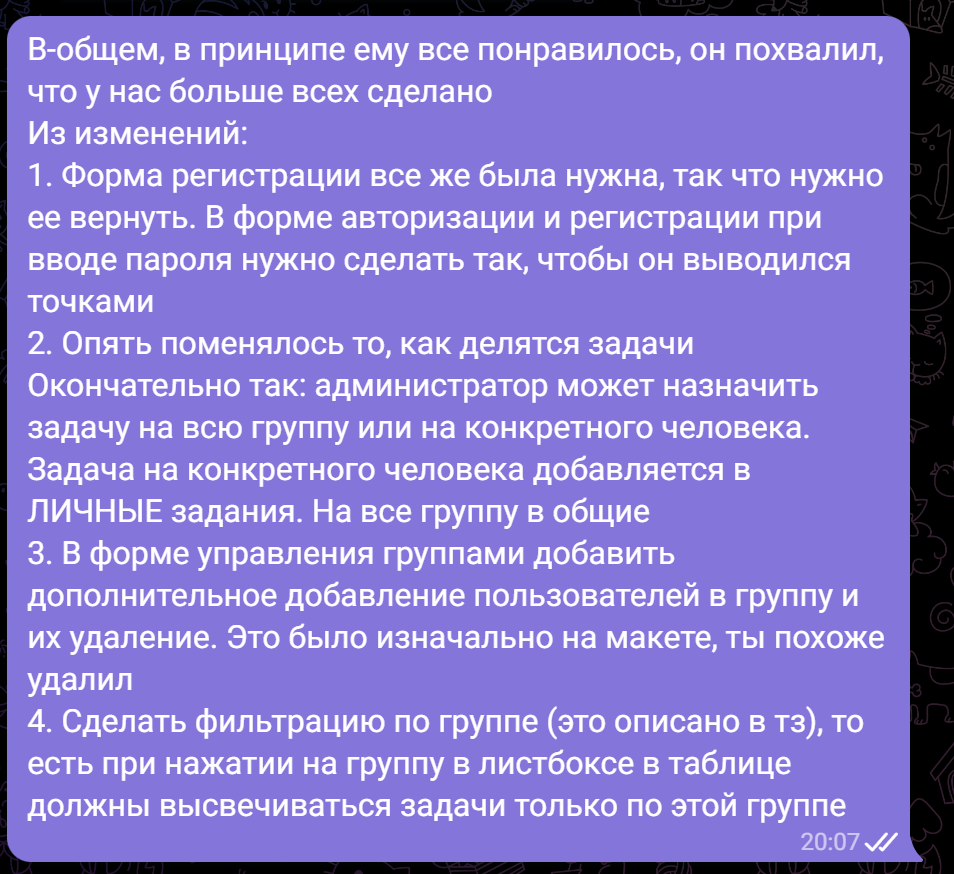 В-общем, в принципе ему все понравилось, он похвалил,
что у нас больше всех сделано
Из изменений:
1. Форма регистрации все же была нужна, так что нужно
ее вернуть. В форме авторизации и регистрации при
вводе пароля нужно сделать так, чтобы он выводился
точками
2. Опять поменялось то, как делятся задачи
Окончательно так: администратор может назначить
задачу на всю группу или на конкретного человека.
Задача на конкретного человека добавляется в
ЛИЧНЫЕ задания. На все группу в общие
3. В форме управления группами добавить
дополнительное добавление пользователей в группу и
их удаление. Это было изначально на макете, ты похоже
удалил
4. Сделать фильтрацию по группе (это описано в тз), то
есть при нажатии на группу в листбоксе в таблице
должны высвечиваться задачи только по этой группе
20:07